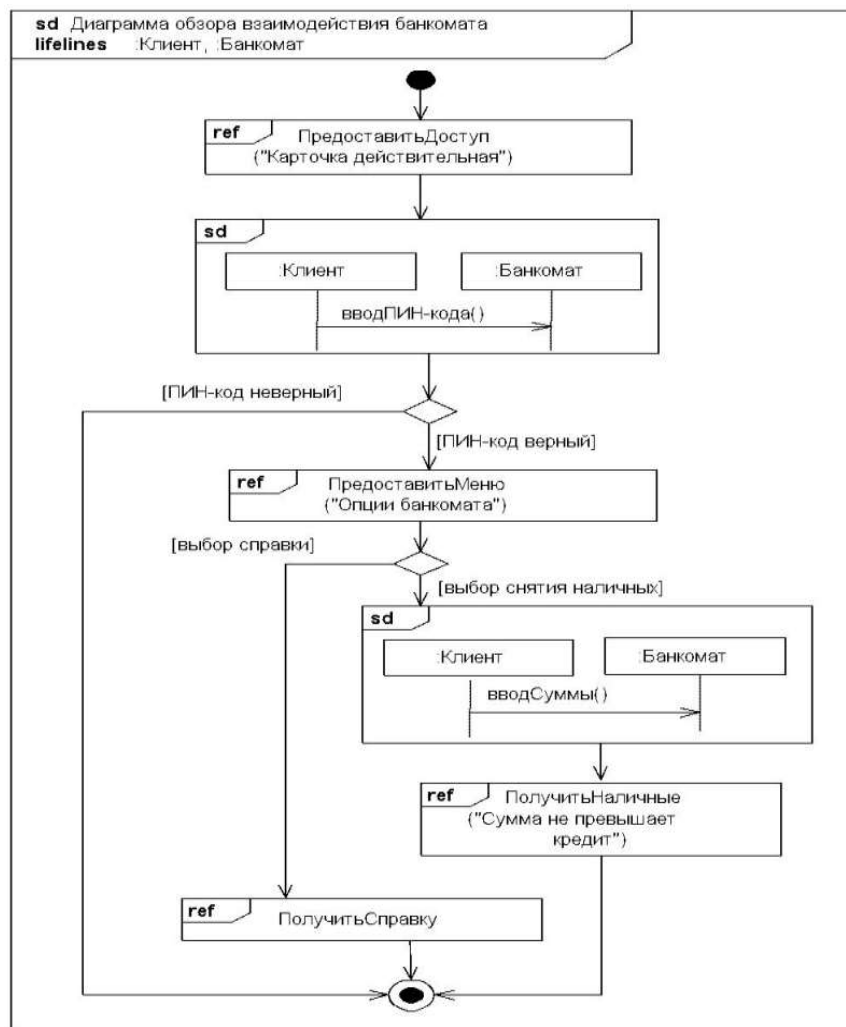 sd Диаграмма обзора взаимодействия банкомата
lifelines :Клиент, :Банкомат
ref ПредоставитьДоступ
("Карточка действительная")
sd
:Клиент :Банкомат
вводПИН-кода()
[ПИН-код неверный]
[ПИН-код верный]
ref ПредоставитьМеню
("Опции банкомата")
[выбор справки]
[выбор снятия наличных]
sd
:Клиент :Банкомат
вводСуммы()
ref ПолучитьНаличные
("Сумма не превышает
кредит")
ref ПолучитьСправку